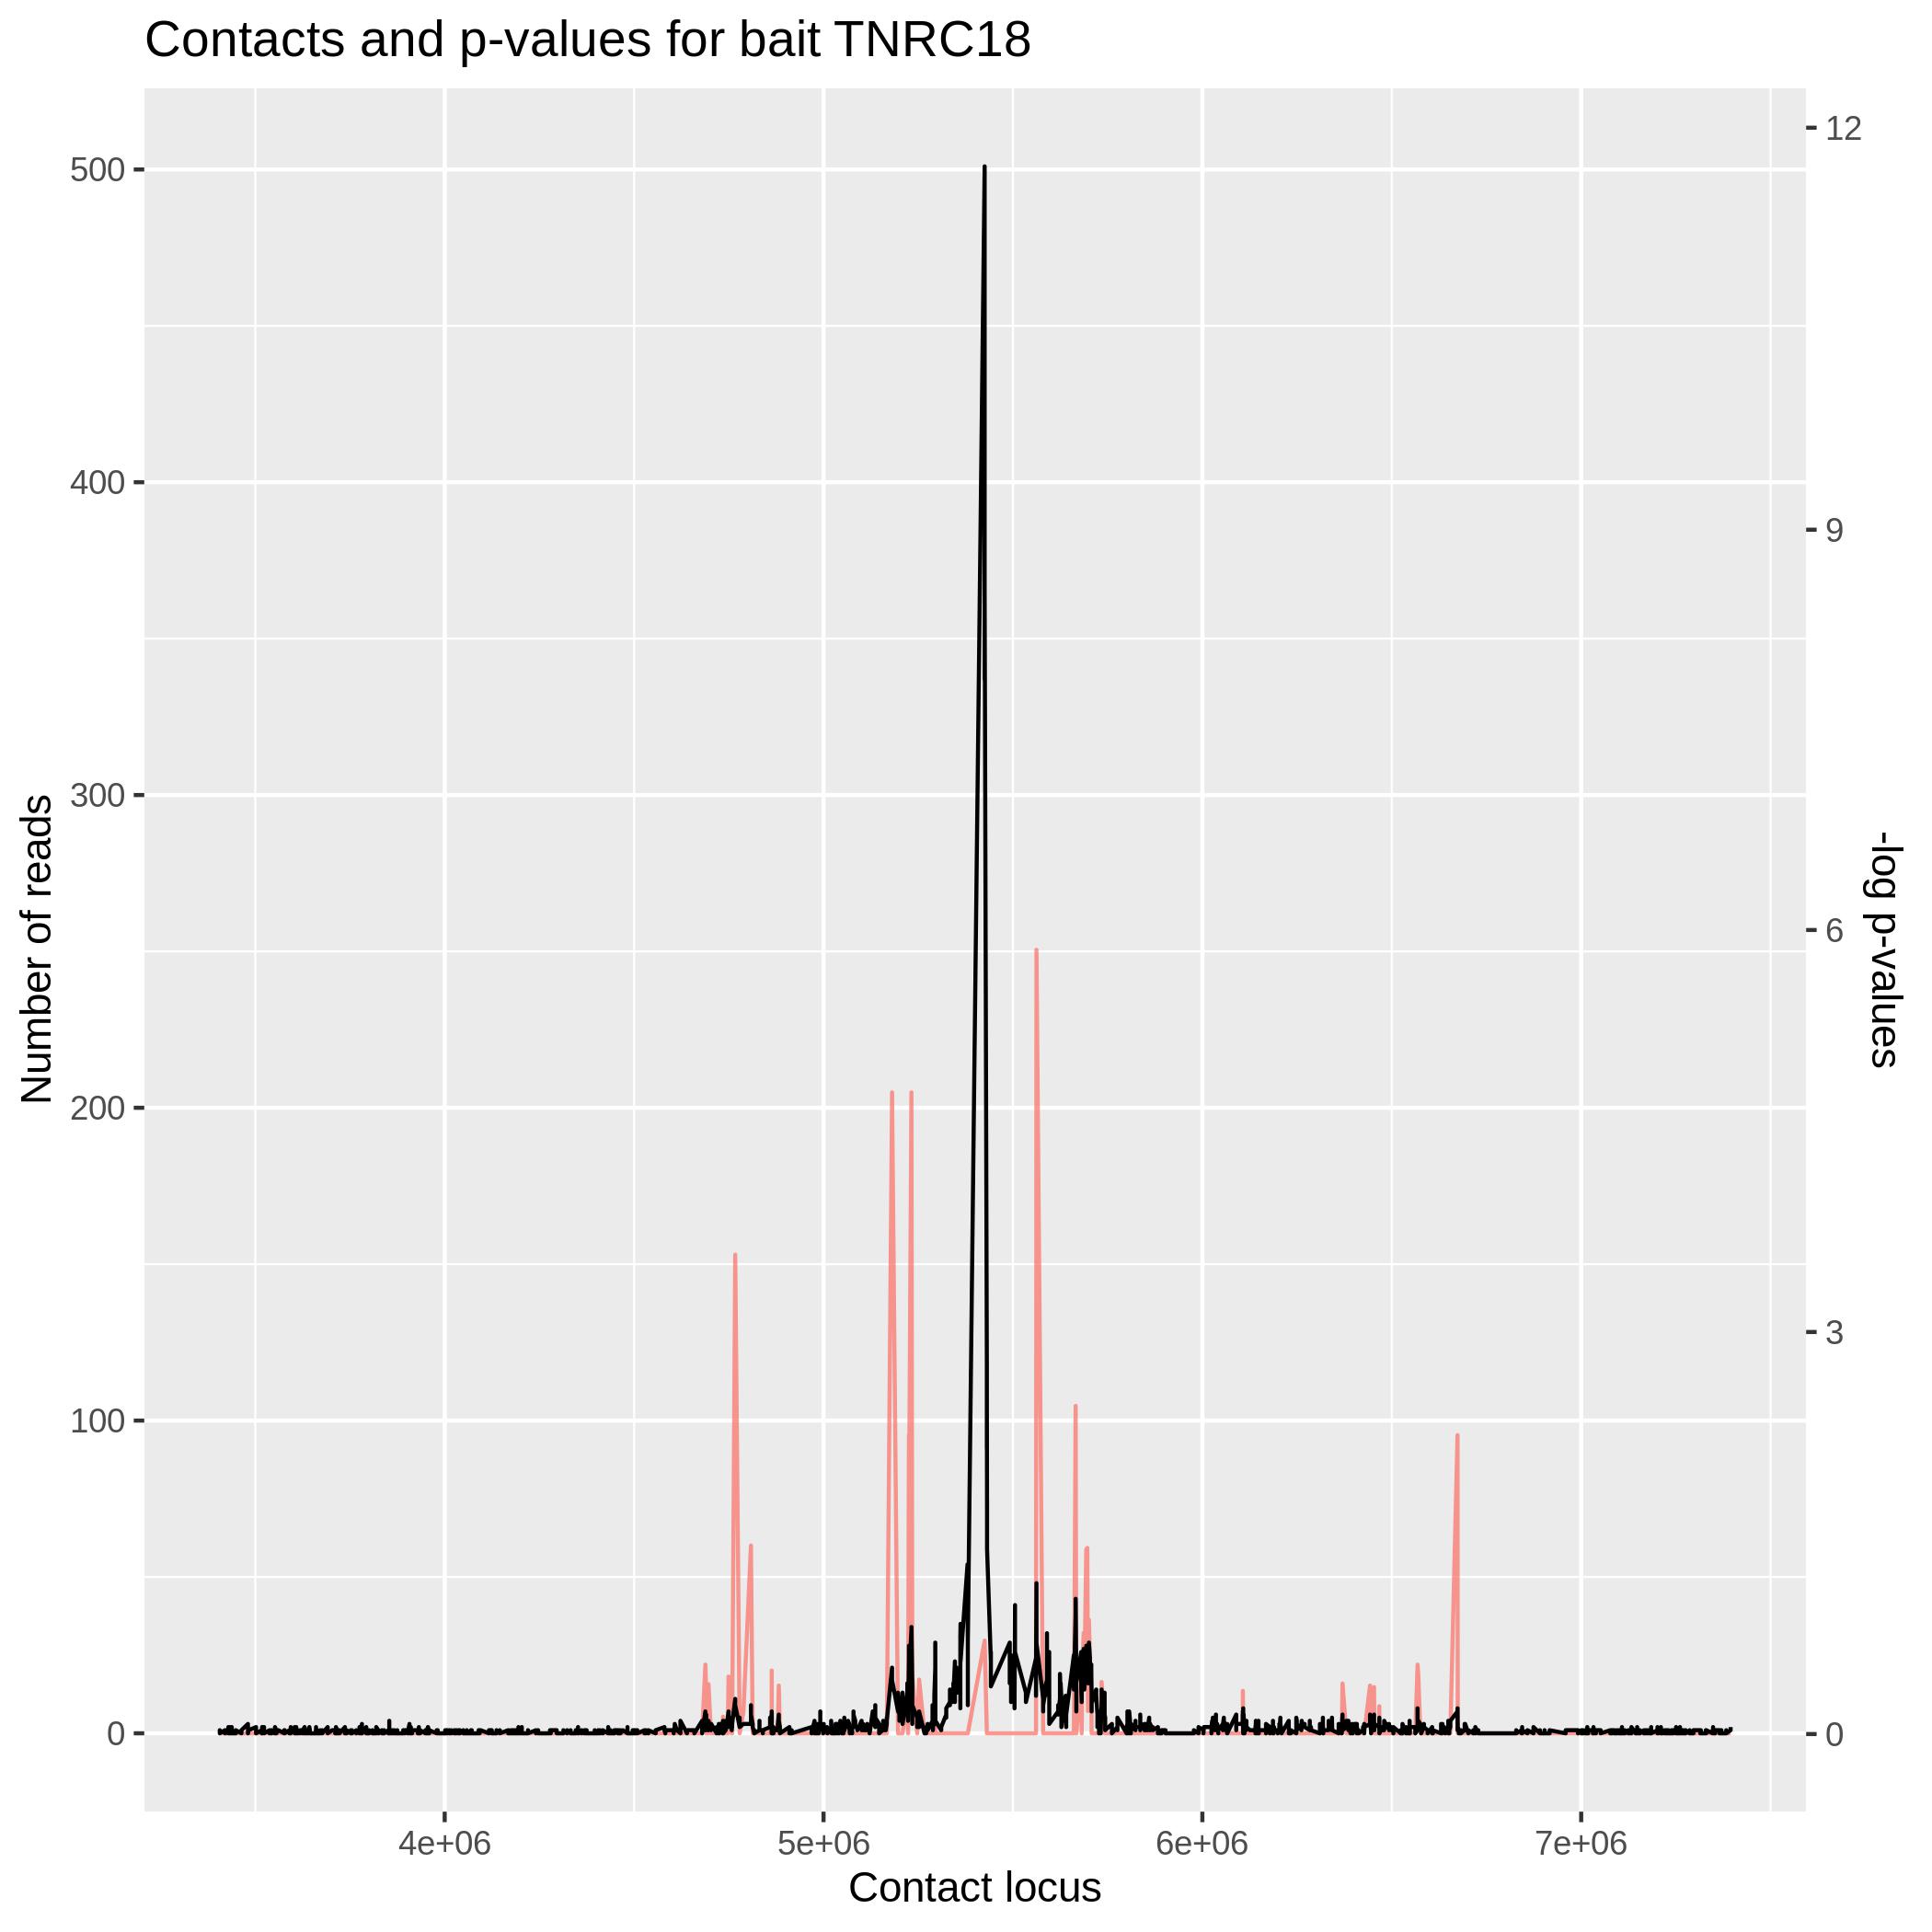 Contacts and p-values for bait TNRC18
500
400
300
200
100
0
Number of reads
12
9
6
3
0
-log p-values
4e+06 5e+06 6e+06 7e+06
Contact locus